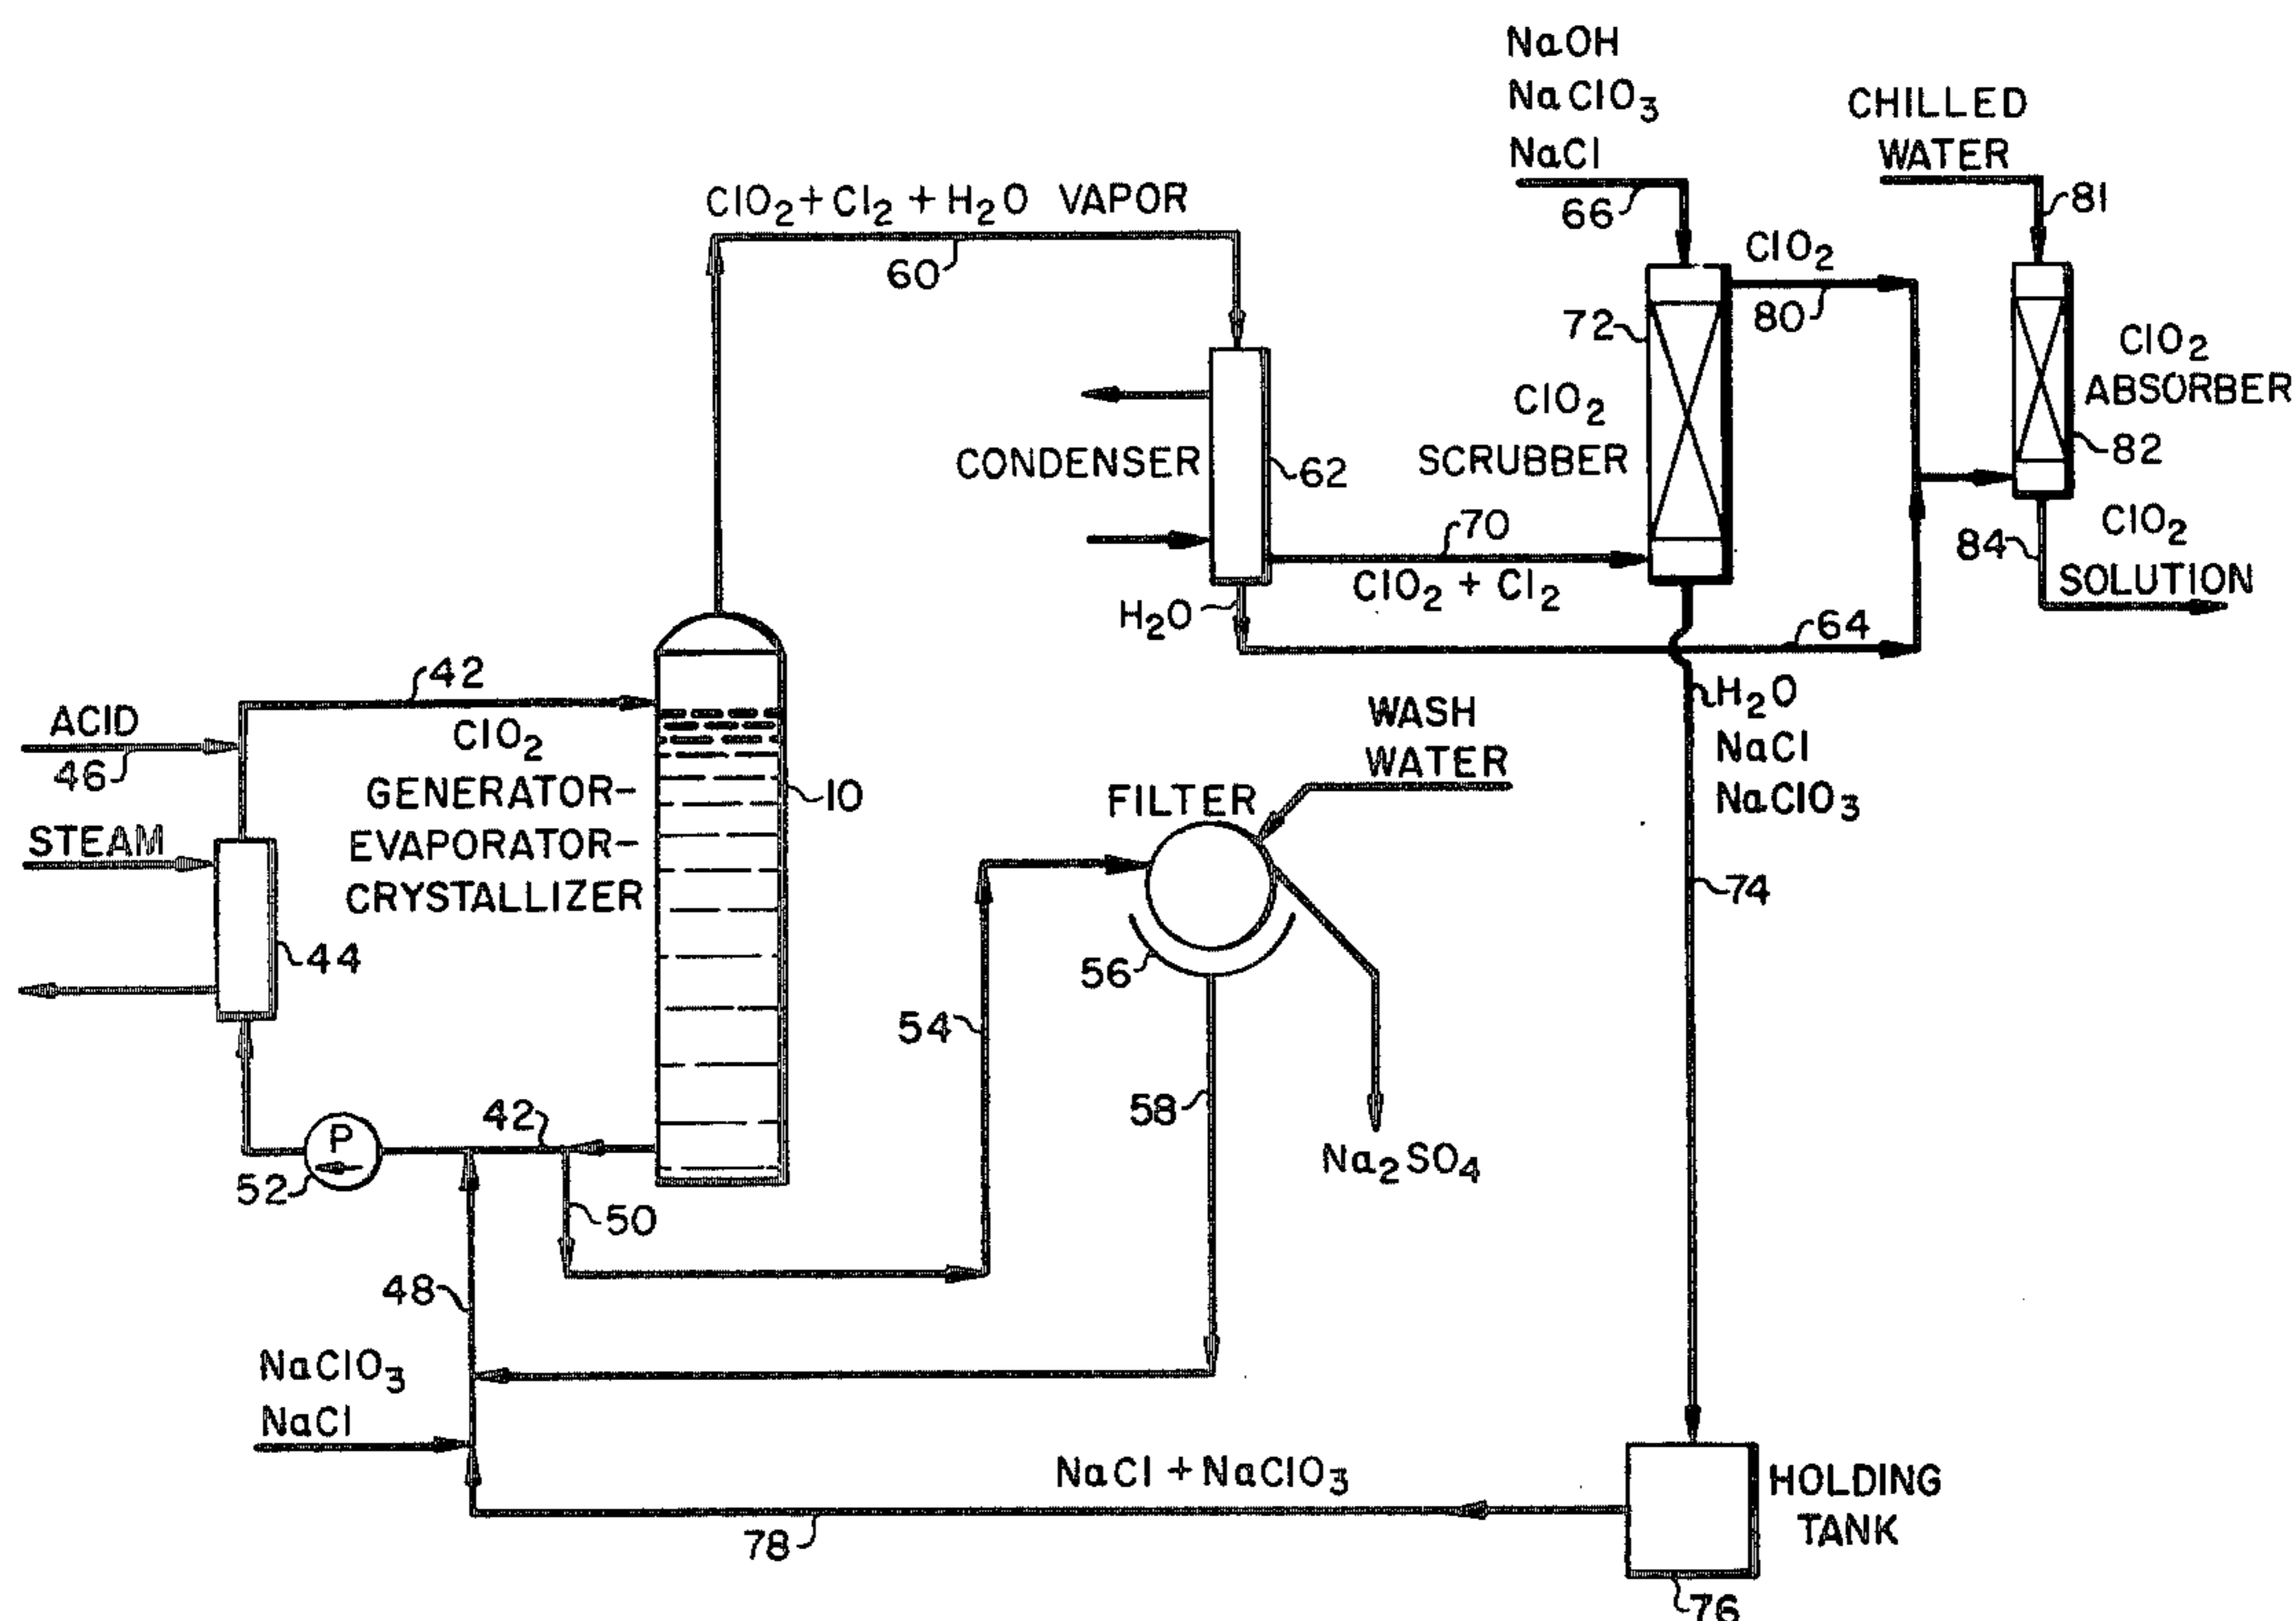 NaOH
NaClO3
NaCl
66
CHILLED
WATER
81
ClO2+Cl2+H2O VAPOR
60
ClO2
80
72
ClO2
SCRUBBER
ClO2
ABSORBER
82
CONDENSER
62
70
ClO2 + Cl2
H2O
64
ClO2
84
SOLUTION
42
ACID
46
ClO2
GENERATOR-
EVAPORATOR-
CRYSTALLIZER
10
STEAM
44
WASH
WATER
FILTER
56
H2O
NaCl
NaClO3
74
54
58
Na2SO4
42
P
52
50
48
NaClO3
NaCl
NaCl + NaClO3
78
HOLDING
TANK
76